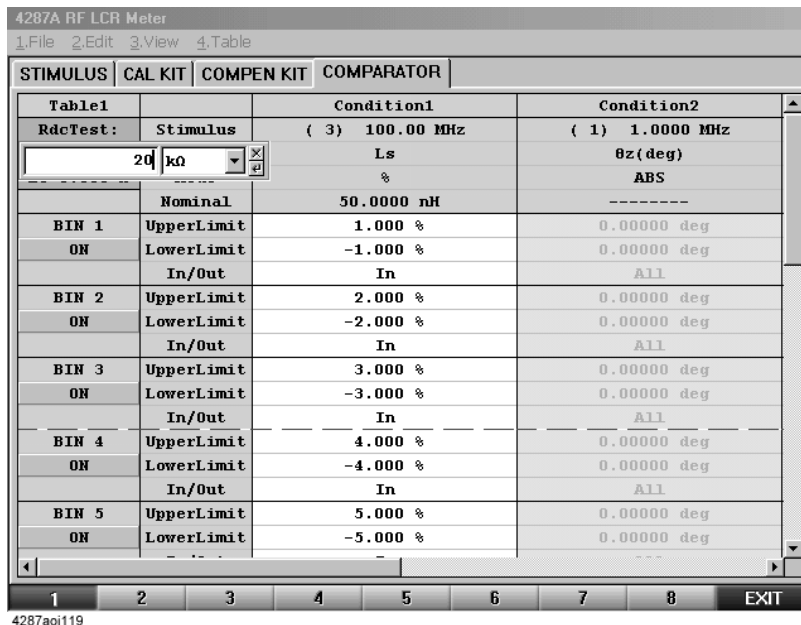 4287A RF LCR Meter
1.File 2.Edit 3.View 4.Table
STIMULUS CAL KIT COMPEN KIT COMPARATOR
Table1 Condition1 Condition2
RdcTest: Stimulus ( 3) 100.00 MHz ( 1) 1.0000 MHz
20 kΩ Ls θz(deg)
% ABS
Nominal 50.0000 nH --------
BIN 1 UpperLimit 1.000 % 0.00000 deg
ON LowerLimit -1.000 % 0.00000 deg
In/Out In All
BIN 2 UpperLimit 2.000 % 0.00000 deg
ON LowerLimit -2.000 % 0.00000 deg
In/Out In All
BIN 3 UpperLimit 3.000 % 0.00000 deg
ON LowerLimit -3.000 % 0.00000 deg
In/Out In All
BIN 4 UpperLimit 4.000 % 0.00000 deg
ON LowerLimit -4.000 % 0.00000 deg
In/Out In All
BIN 5 UpperLimit 5.000 % 0.00000 deg
ON LowerLimit -5.000 % 0.00000 deg
1 2 3 4 5 6 7 8 EXIT
4287aoj119